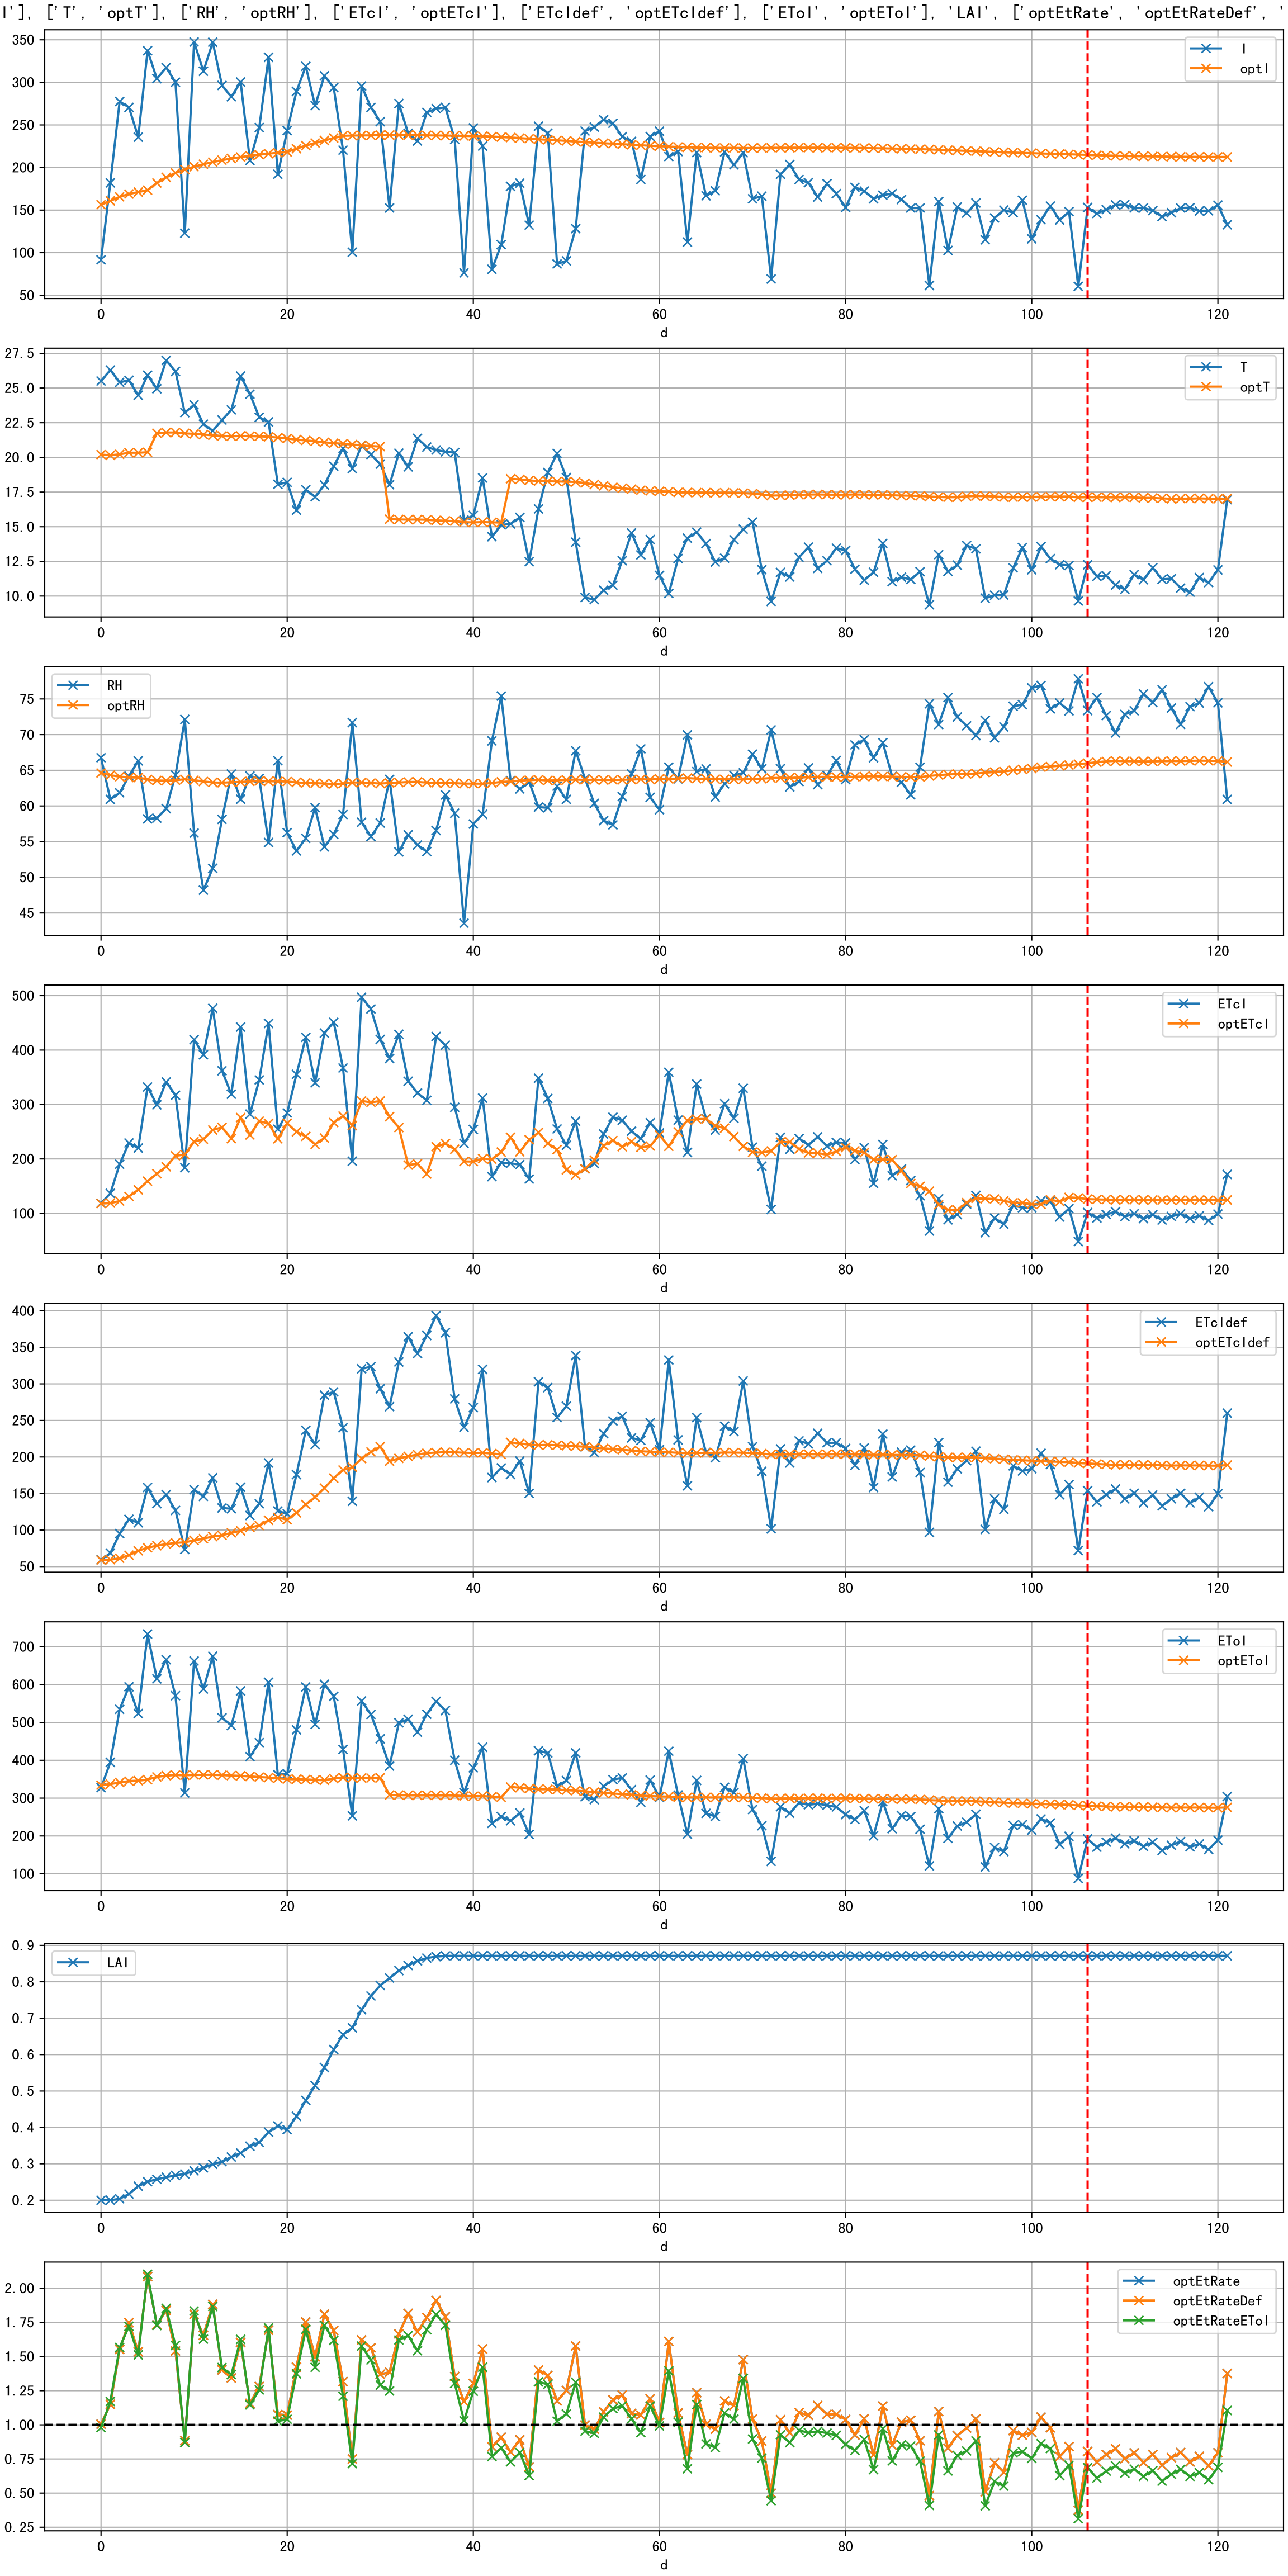 I'], ['T', 'optT'], ['RH', 'optRH'], ['ETcI', 'optETcI'], ['ETcIdef', 'optETcIdef'], ['EToI', 'optEToI'], 'LAI', ['optEtRate', 'optEtRateDef', '
350
300
250
200
150
100
50
I
optI
0 20 40 60 80 100 120
d
27.5
25.0
22.5
20.0
17.5
15.0
12.5
10.0
T
optT
0 20 40 60 80 100 120
d
75
70
65
60
55
50
45
RH
optRH
0 20 40 60 80 100 120
d
500
400
300
200
100
ETcI
optETcI
0 20 40 60 80 100 120
d
400
350
300
250
200
150
100
50
ETcIdef
optETcIdef
0 20 40 60 80 100 120
d
700
600
500
400
300
200
100
EToI
optEToI
0 20 40 60 80 100 120
d
0.9
0.8
0.7
0.6
0.5
0.4
0.3
0.2
LAI
0 20 40 60 80 100 120
d
2.00
1.75
1.50
1.25
1.00
0.75
0.50
0.25
optEtRate
optEtRateDef
optEtRateEToI
0 20 40 60 80 100 120
d